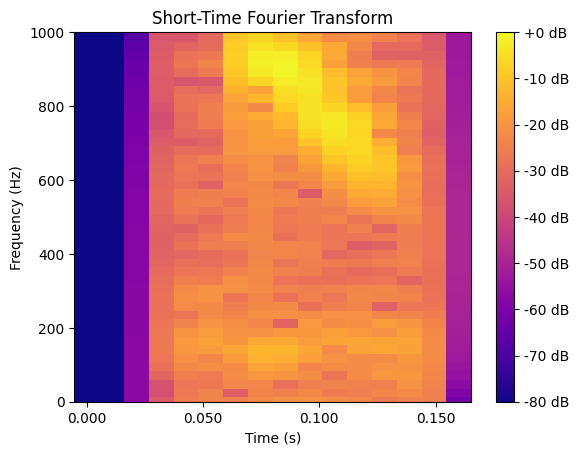 Short-Time Fourier Transform
1000
800
600
400
200
0
Frequency (Hz)
0.000
0.050
0.100
0.150
Time (s)
+0 dB
-10 dB
-20 dB
-30 dB
-40 dB
-50 dB
-60 dB
-70 dB
-80 dB